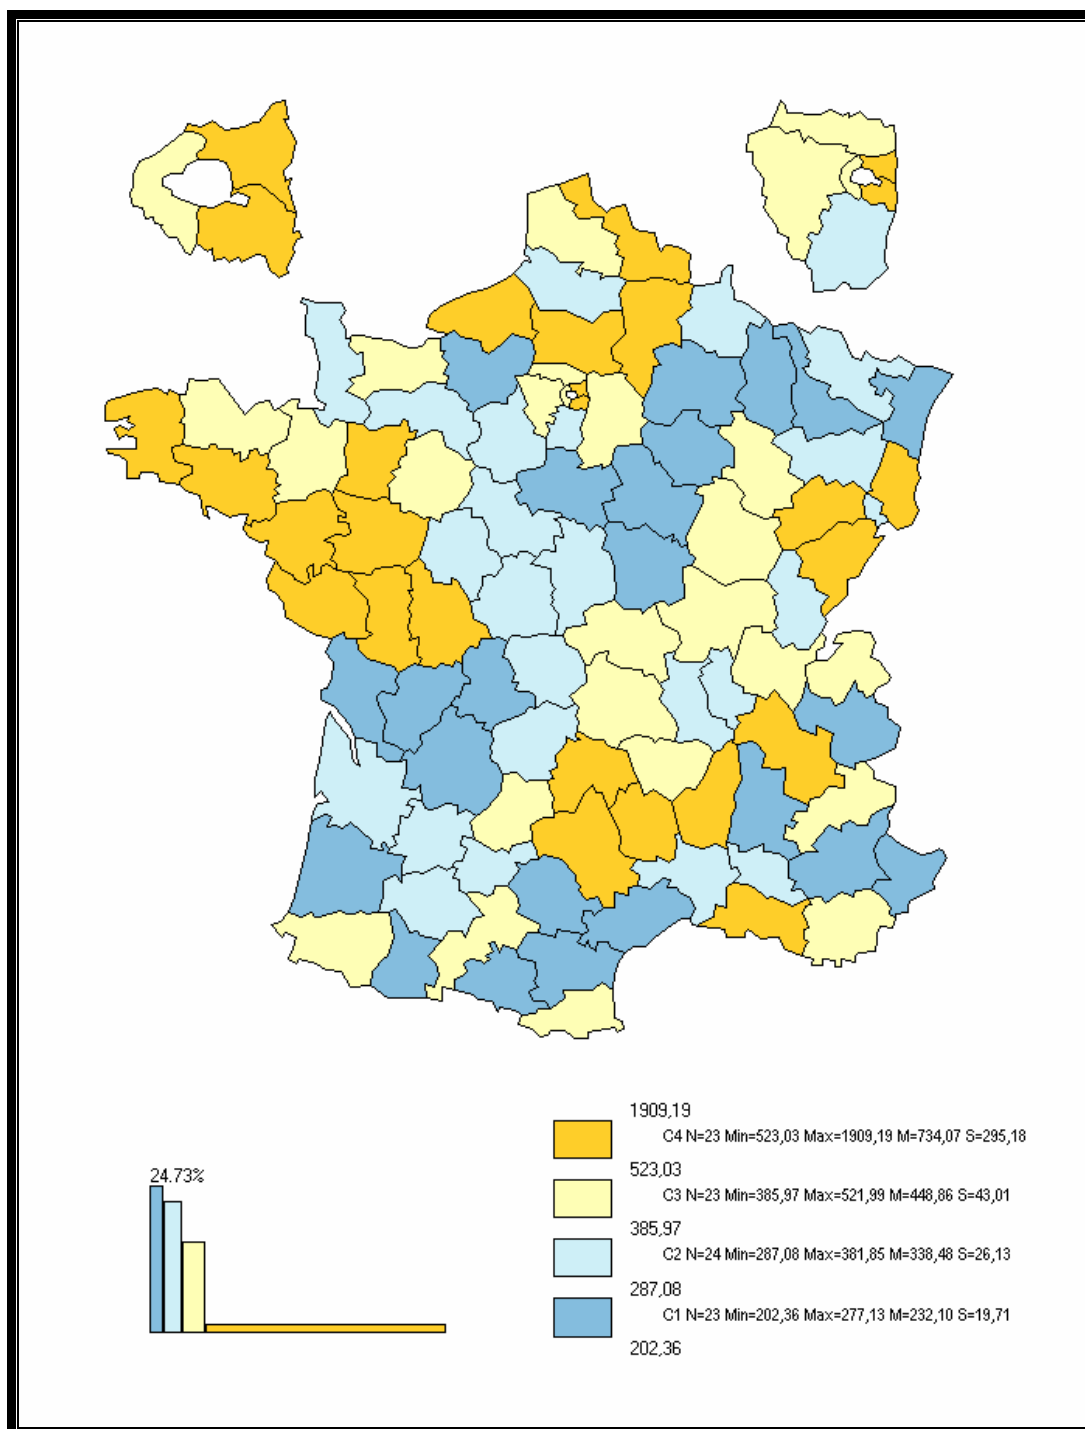 1909,19
C4 N=23 Min=523,03 Max=1909,19 M=734,07 S=295,18
24.73%
523,03
C3 N=23 Min=385,97 Max=521,99 M=448,86 S=43,01
385,97
C2 N=24 Min=287,08 Max=381,85 M=338,48 S=26,13
287,08
C1 N=23 Min=202,36 Max=277,13 M=232,10 S=19,71
202,36